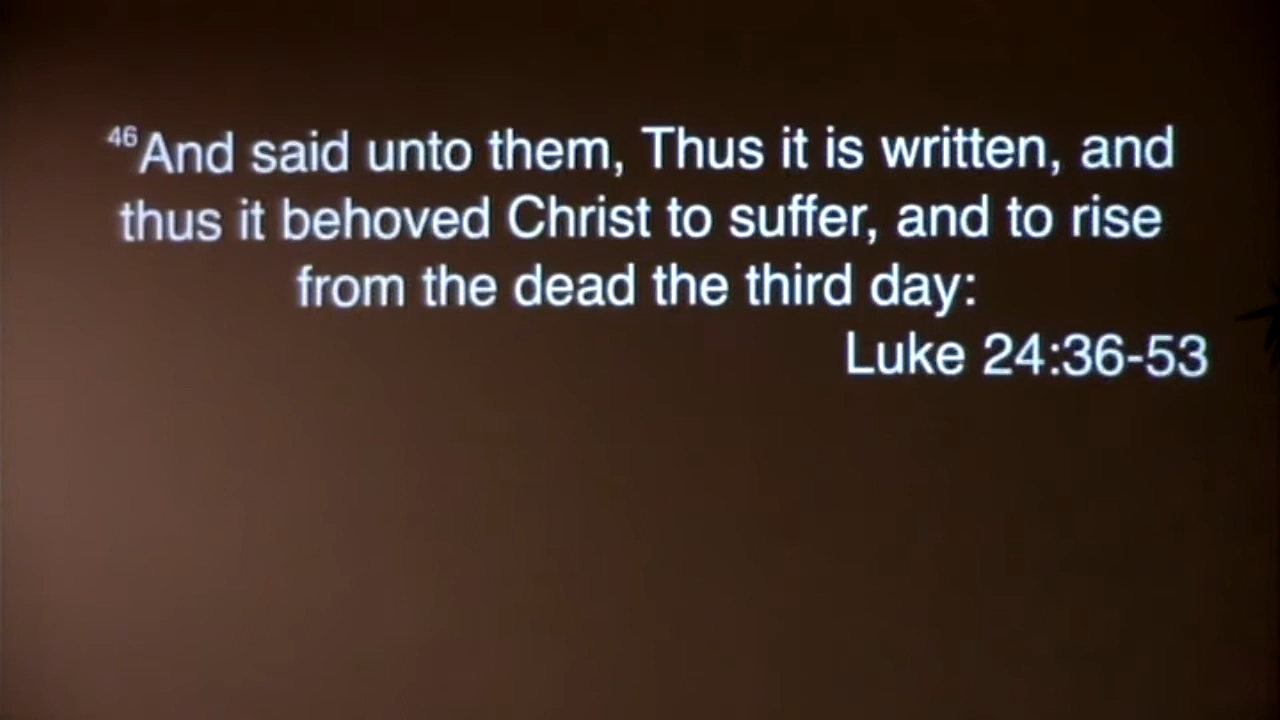 46And said unto them, Thus it is written, and
thus it behoved Christ to suffer, and to rise
from the dead the third day:
Luke 24:36-53